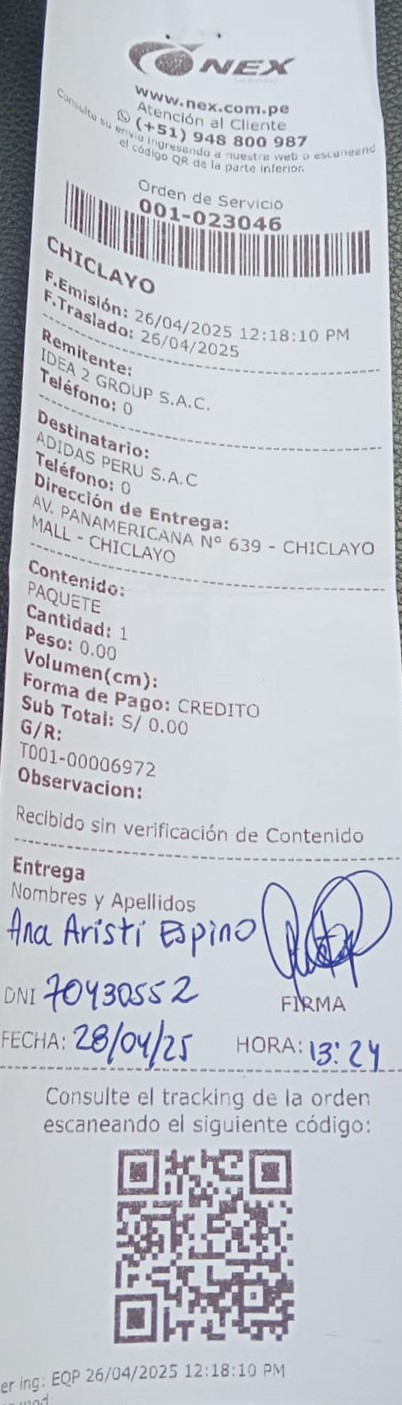 NEX
www.nex.com.pe
Atención al Cliente
(+51) 948 800 987
Consulte su envío ingresando a nuestra web o escaneand
el código QR de la parte inferior.
Orden de Servicio
001-023046
CHICLAYO
F.Emisión: 26/04/2025 12:18:10 PM
F.Traslado: 26/04/2025
Remitente:
IDEA 2 GROUP S.A.C.
Teléfono: 0
Destinatario:
ADIDAS PERU S.A.C
Teléfono: 0
Dirección de Entrega:
AV. PANAMERICANA N° 639 - CHICLAYO
MALL - CHICLAYO
Contenido:
PAQUETE
Cantidad: 1
Peso: 0.00
Volumen(cm):
Forma de Pago: CREDITO
Sub Total: S/ 0.00
G/R:
T001-00006972
Observacion:
Recibido sin verificación de Contenido
Entrega
Nombres y Apellidos
Ana Aristi Espino
DNI 70430552
FIRMA
FECHA: 28/04/25 HORA: 13:24
Consulte el tracking de la orden
escaneando el siguiente código:
er ing: EQP 26/04/2025 12:18:10 PM